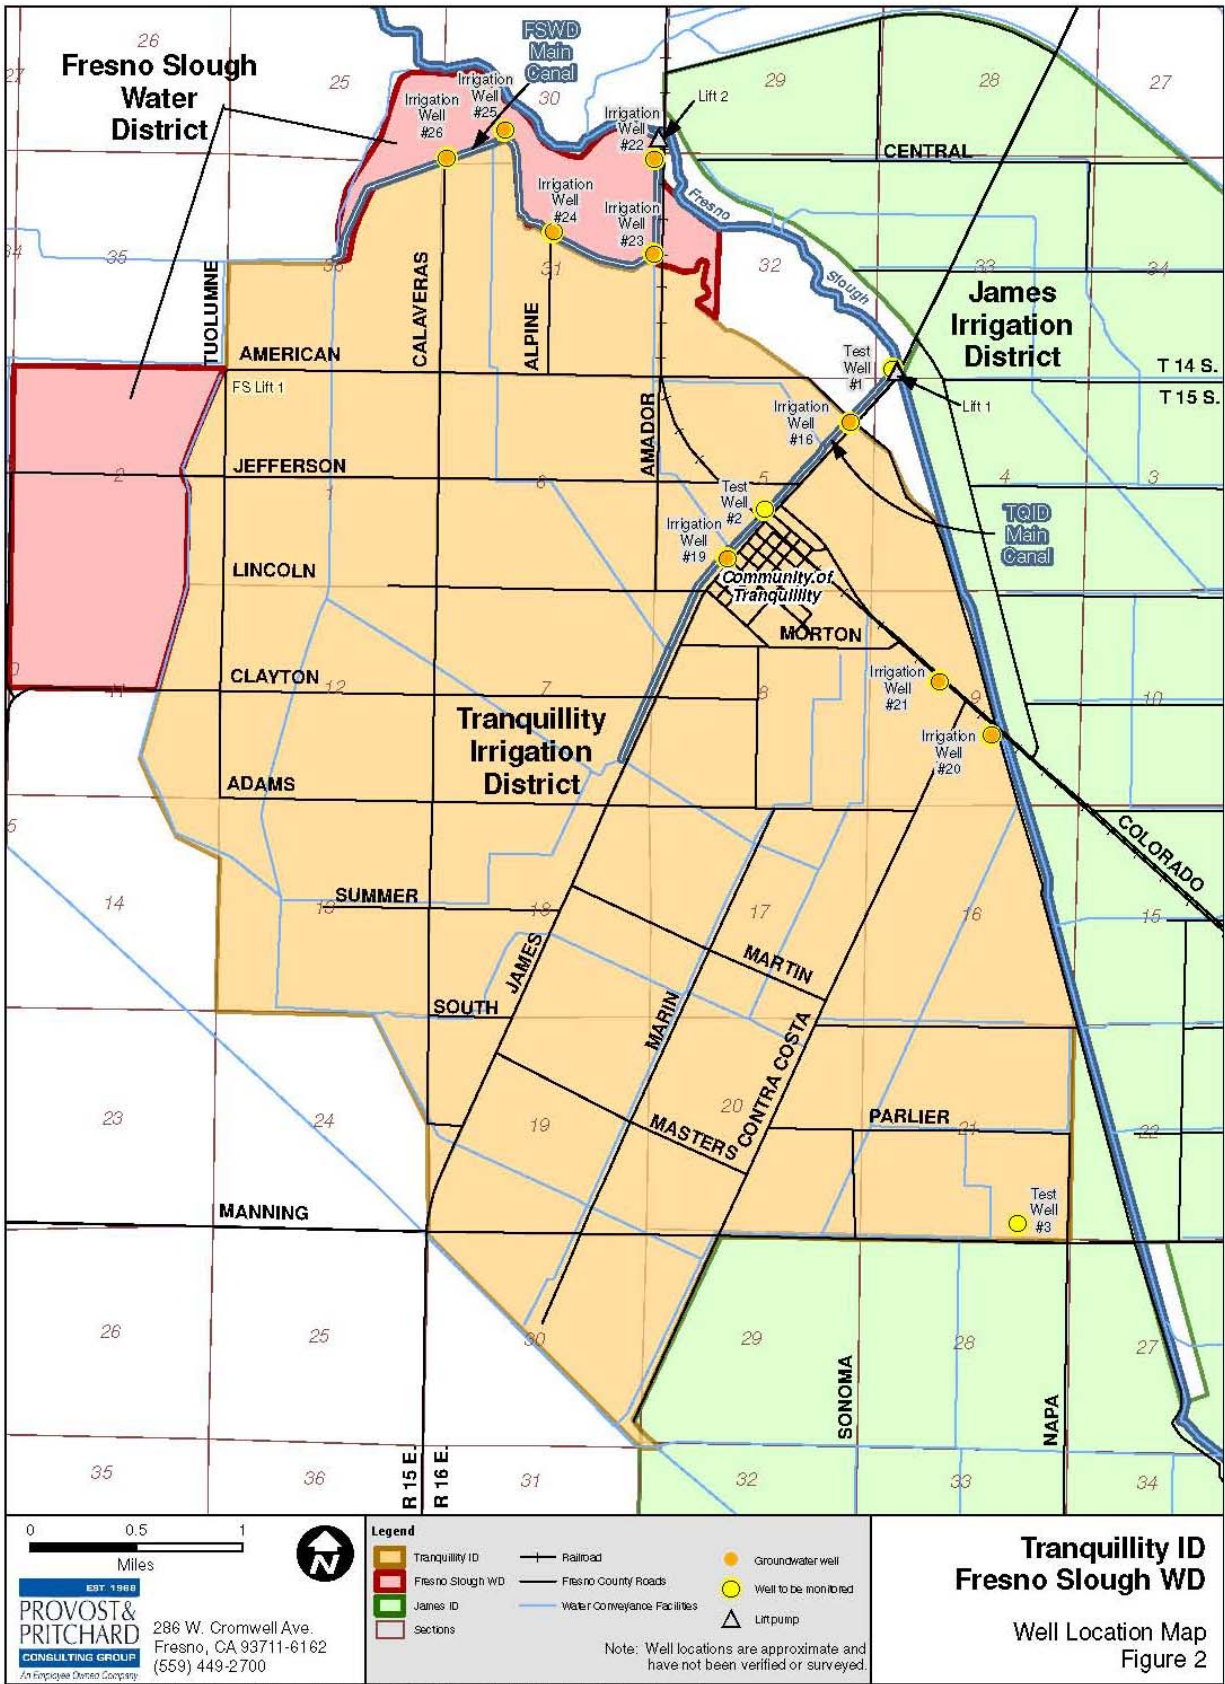 26
27
25
Fresno Slough
Water
District
FSWD
Main
Canal
Irrigation
Well
#25
30
Irrigation
Well
#26
Irrigation
Well
#22
Lift 2
29
28
27
CENTRAL
Irrigation
Well
#24
Irrigation
Well
#23
Fresno
Slough
34
35
36
31
32
33
34
TUOLUMNE
CALAVERAS
ALPINE
James
Irrigation
District
AMERICAN
FS Lift 1
Test
Well
#1
T 14 S.
T 15 S.
Lift 1
Irrigation
Well
#16
AMADOR
JEFFERSON
2
1
6
5
4
3
Test
Well
#2
Irrigation
Well
#19
TQID
Main
Canal
LINCOLN
Community of
Tranquillity
MORTON
CLAYTON
11
12
7
8
9
10
Irrigation
Well
#21
Irrigation
Well
#20
Tranquillity
Irrigation
District
ADAMS
COLORADO
SUMMER
14
13
18
17
16
15
JAMES
MARTIN
SOUTH
MARIN
CONTRA COSTA
23
24
19
20
MASTERS
PARLIER
21
22
MANNING
Test
Well
#3
26
25
30
29
28
27
SONOMA
NAPA
35
36
R 15 E.
R 16 E.
31
32
33
34
0 0.5 1
Miles
N
EST. 1968
PROVOST&
PRITCHARD
CONSULTING GROUP
An Employee Owned Company
286 W. Cromwell Ave.
Fresno, CA 93711-6162
(559) 449-2700
Legend
Tranquillity ID
Fresno Slough WD
James ID
Sections
Railroad
Fresno County Roads
Water Conveyance Facilities
Groundwater well
Well to be monitored
Lift pump
Note: Well locations are approximate and
have not been verified or surveyed.
Tranquillity ID
Fresno Slough WD
Well Location Map
Figure 2